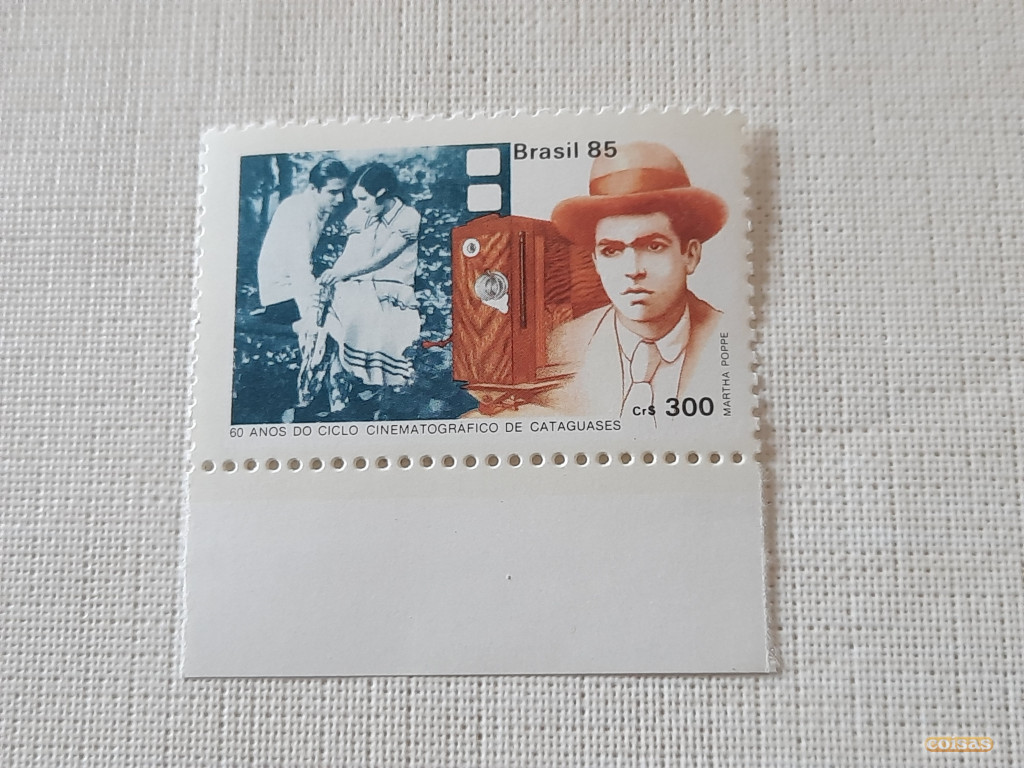 Brasil 85
Cr$ 300
MARTHA POPPE
60 ANOS DO CICLO CINEMATOGRÁFICO DE CATAGUASES
coisas